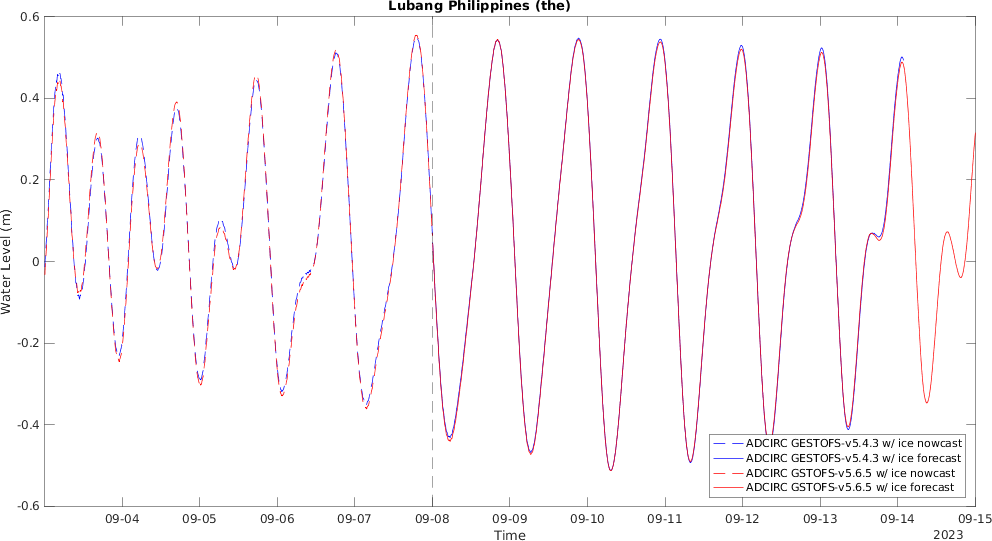 Lubang Philippines (the)
0.6
0.4
0.2
0
-0.2
-0.4
-0.6
Water Level (m)
ADCIRC GESTOFS-v5.4.3 w/ ice nowcast
ADCIRC GESTOFS-v5.4.3 w/ ice forecast
ADCIRC GSTOFS-v5.6.5 w/ ice nowcast
ADCIRC GSTOFS-v5.6.5 w/ ice forecast
09-04 09-05 09-06 09-07 09-08 09-09 09-10 09-11 09-12 09-13 09-14 09-15
Time
2023